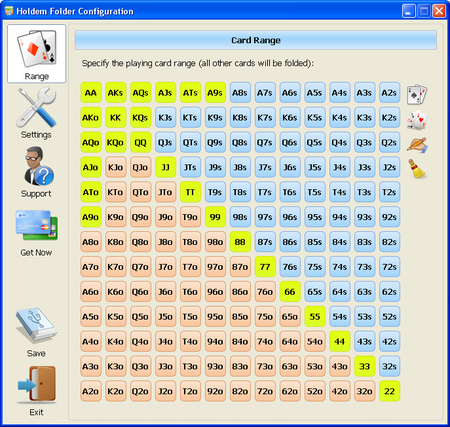 Holdem Folder Configuration
Card Range
Specify the playing card range (all other cards will be folded):
AA AKs AQs AJs ATs A9s A8s A7s A6s A5s A4s A3s A2s
AKo KK KQs KJs KTs K9s K8s K7s K6s K5s K4s K3s K2s
AQo KQo QQ QJs QTs Q9s Q8s Q7s Q6s Q5s Q4s Q3s Q2s
AJo KJo QJo JJ JTs J9s J8s J7s J6s J5s J4s J3s J2s
ATo KTo QTo JTo TT T9s T8s T7s T6s T5s T4s T3s T2s
A9o K9o Q9o J9o T9o 99 98s 97s 96s 95s 94s 93s 92s
A8o K8o Q8o J8o T8o 98o 88 87s 86s 85s 84s 83s 82s
A7o K7o Q7o J7o T7o 97o 87o 77 76s 75s 74s 73s 72s
A6o K6o Q6o J6o T6o 96o 86o 76o 66 65s 64s 63s 62s
A5o K5o Q5o J5o T5o 95o 85o 75o 65o 55 54s 53s 52s
A4o K4o Q4o J4o T4o 94o 84o 74o 64o 54o 44 43s 42s
A3o K3o Q3o J3o T3o 93o 83o 73o 63o 53o 43o 33 32s
A2o K2o Q2o J2o T2o 92o 82o 72o 62o 52o 42o 32o 22
Range
Settings
Support
Get Now
Save
Exit